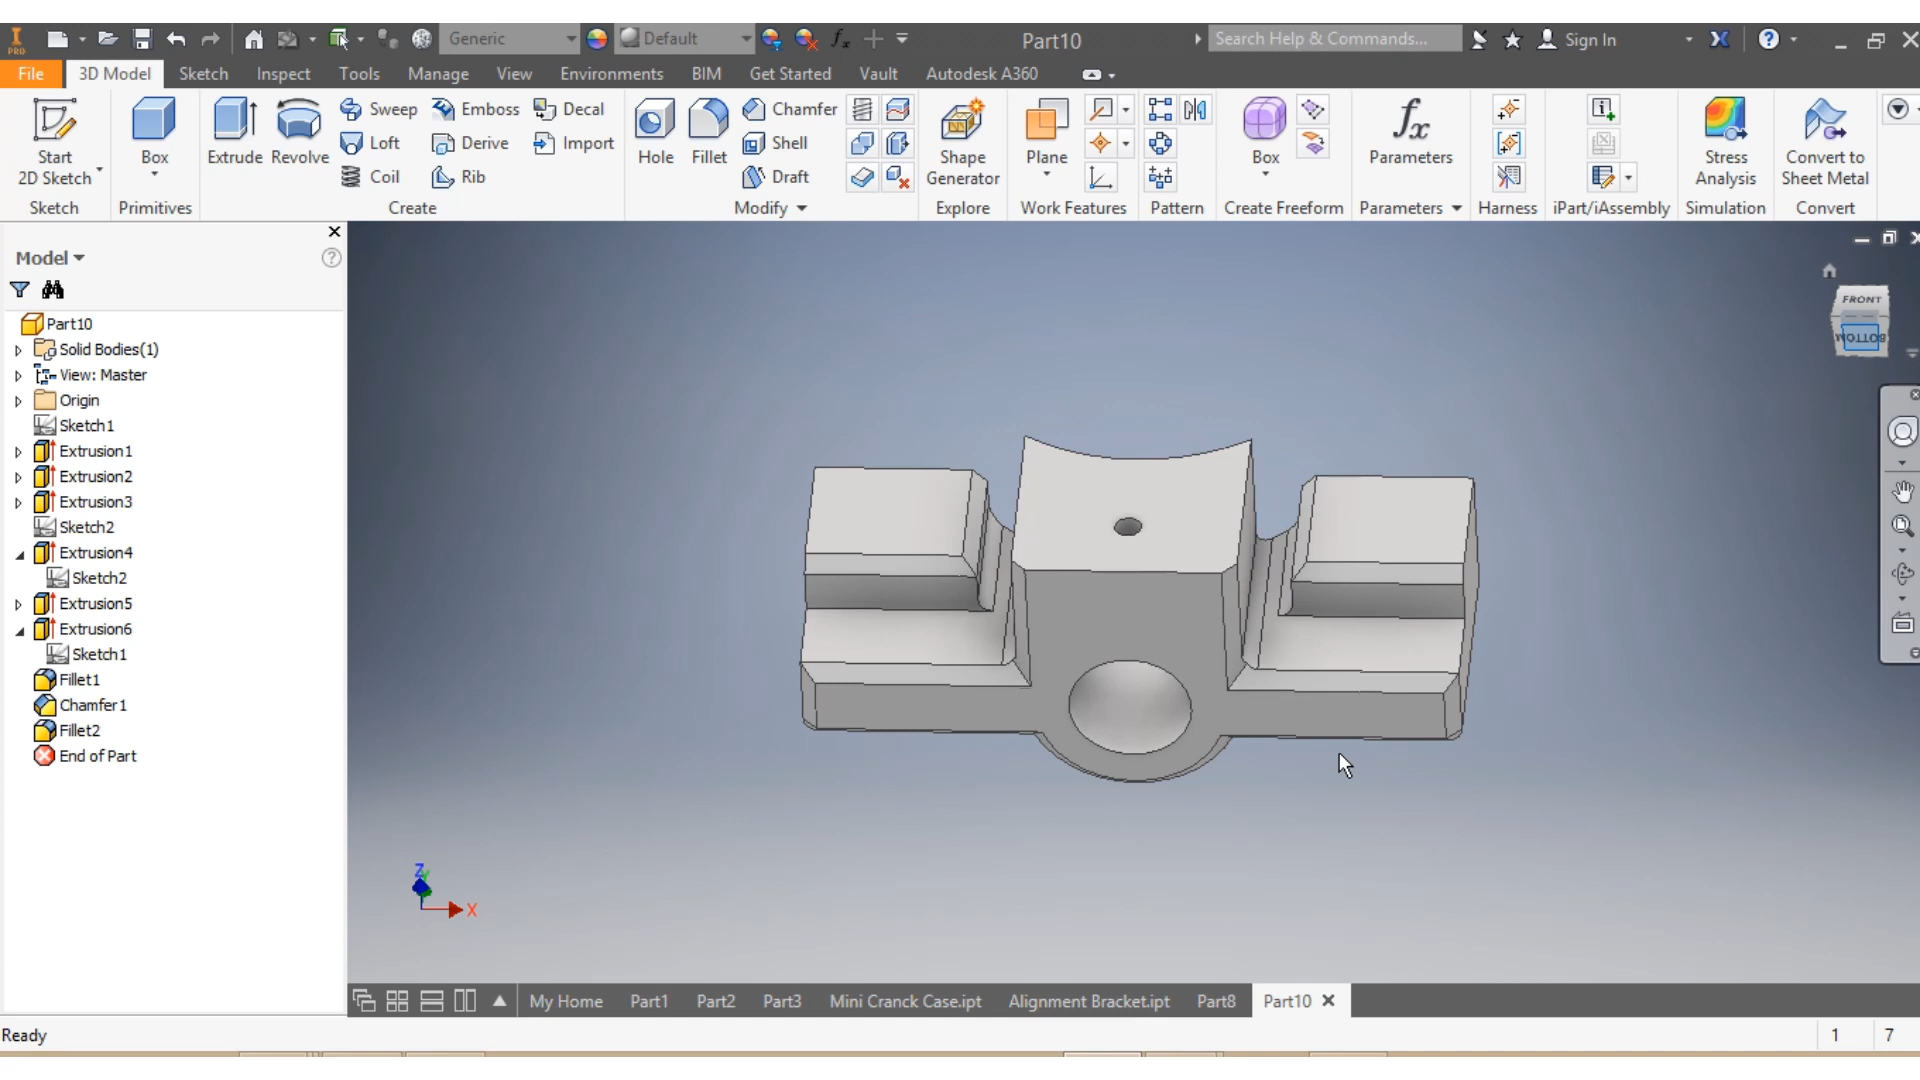 PRO
Generic
Default
Part10
Search Help & Commands...
Sign In
File
3D Model
Sketch
Inspect
Tools
Manage
View
Environments
BIM
Get Started
Vault
Autodesk A360
Start
2D Sketch
Sketch
Box
Primitives
Extrude
Revolve
Sweep
Emboss
Decal
Loft
Derive
Import
Coil
Rib
Create
Hole
Fillet
Chamfer
Shell
Draft
Modify
Shape
Generator
Explore
Plane
Work Features
Pattern
Box
Create Freeform
fx
Parameters
Parameters
Harness
iPart/iAssembly
Stress
Analysis
Simulation
Convert to
Sheet Metal
Convert
Model
Part10
Solid Bodies(1)
View: Master
Origin
Sketch1
Extrusion1
Extrusion2
Extrusion3
Sketch2
Extrusion4
Sketch2
Extrusion5
Extrusion6
Sketch1
Fillet1
Chamfer1
Fillet2
End of Part
FRONT
BOTTOM
Z
Y
X
My Home
Part1
Part2
Part3
Mini Cranck Case.ipt
Alignment Bracket.ipt
Part8
Part10
Ready
1
7